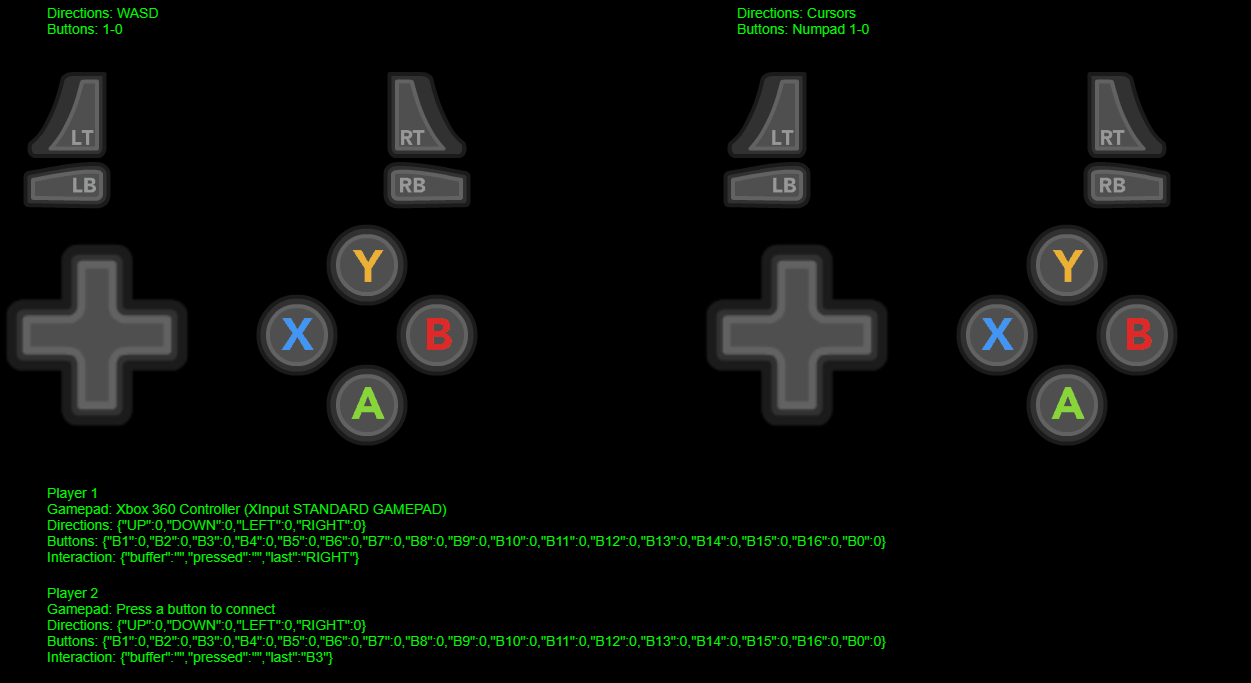 Directions: WASD
Buttons: 1-0
Directions: Cursors
Buttons: Numpad 1-0
LT
RT
LT
RT
LB
RB
LB
RB
Y
Y
X
B
X
B
A
A
Player 1
Gamepad: Xbox 360 Controller (XInput STANDARD GAMEPAD)
Directions: {"UP":0,"DOWN":0,"LEFT":0,"RIGHT":0}
Buttons: {"B1":0,"B2":0,"B3":0,"B4":0,"B5":0,"B6":0,"B7":0,"B8":0,"B9":0,"B10":0,"B11":0,"B12":0,"B13":0,"B14":0,"B15":0,"B16":0,"B0":0}
Interaction: {"buffer":"","pressed":"","last":"RIGHT"}
Player 2
Gamepad: Press a button to connect
Directions: {"UP":0,"DOWN":0,"LEFT":0,"RIGHT":0}
Buttons: {"B1":0,"B2":0,"B3":0,"B4":0,"B5":0,"B6":0,"B7":0,"B8":0,"B9":0,"B10":0,"B11":0,"B12":0,"B13":0,"B14":0,"B15":0,"B16":0,"B0":0}
Interaction: {"buffer":"","pressed":"","last":"B3"}